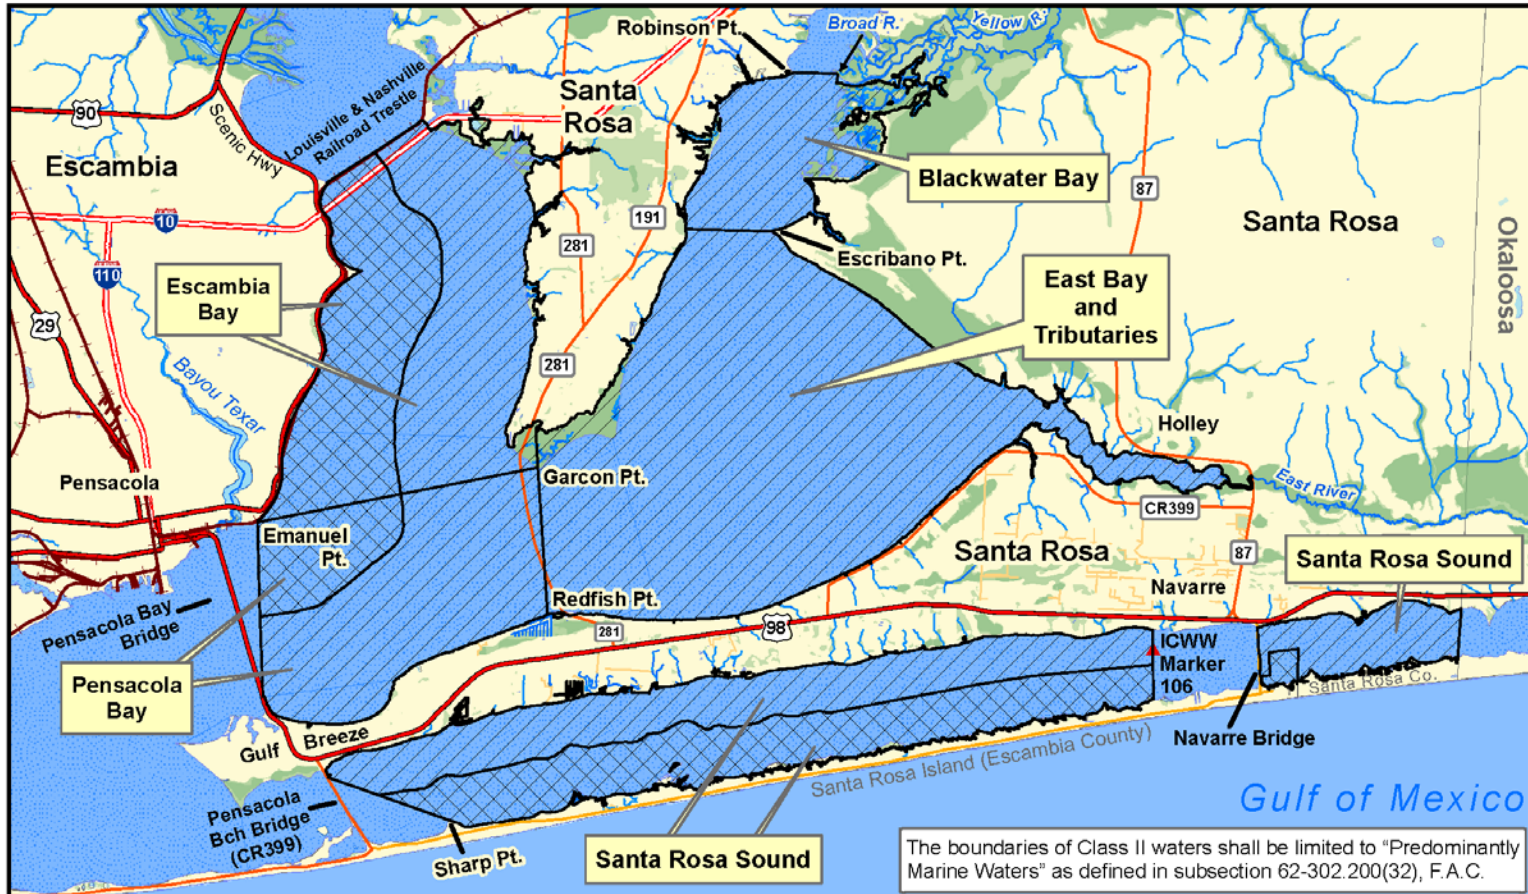 Broad R.
Yellow R.
Robinson Pt.
90
Scenic Hwy
Louisville & Nashville
Railroad Trestle
Santa
Rosa
Escambia
Blackwater Bay
87
10
191
Santa Rosa
281
Okaloosa
110
Escribano Pt.
Escambia
Bay
East Bay
and
Tributaries
29
281
Bayou Texar
Holley
Pensacola
Garcon Pt.
East River
CR399
Emanuel
Pt.
Santa Rosa
87
Santa Rosa Sound
Navarre
Redfish Pt.
Pensacola Bay
Bridge
281
98
ICWW
Marker
106
Pensacola
Bay
Santa Rosa Co.
Gulf Breeze
Navarre Bridge
Santa Rosa Island (Escambia County)
Gulf of Mexico
Pensacola
Bch Bridge
(CR399)
Sharp Pt.
Santa Rosa Sound
The boundaries of Class II waters shall be limited to “Predominantly
Marine Waters” as defined in subsection 62-302.200(32), F.A.C.